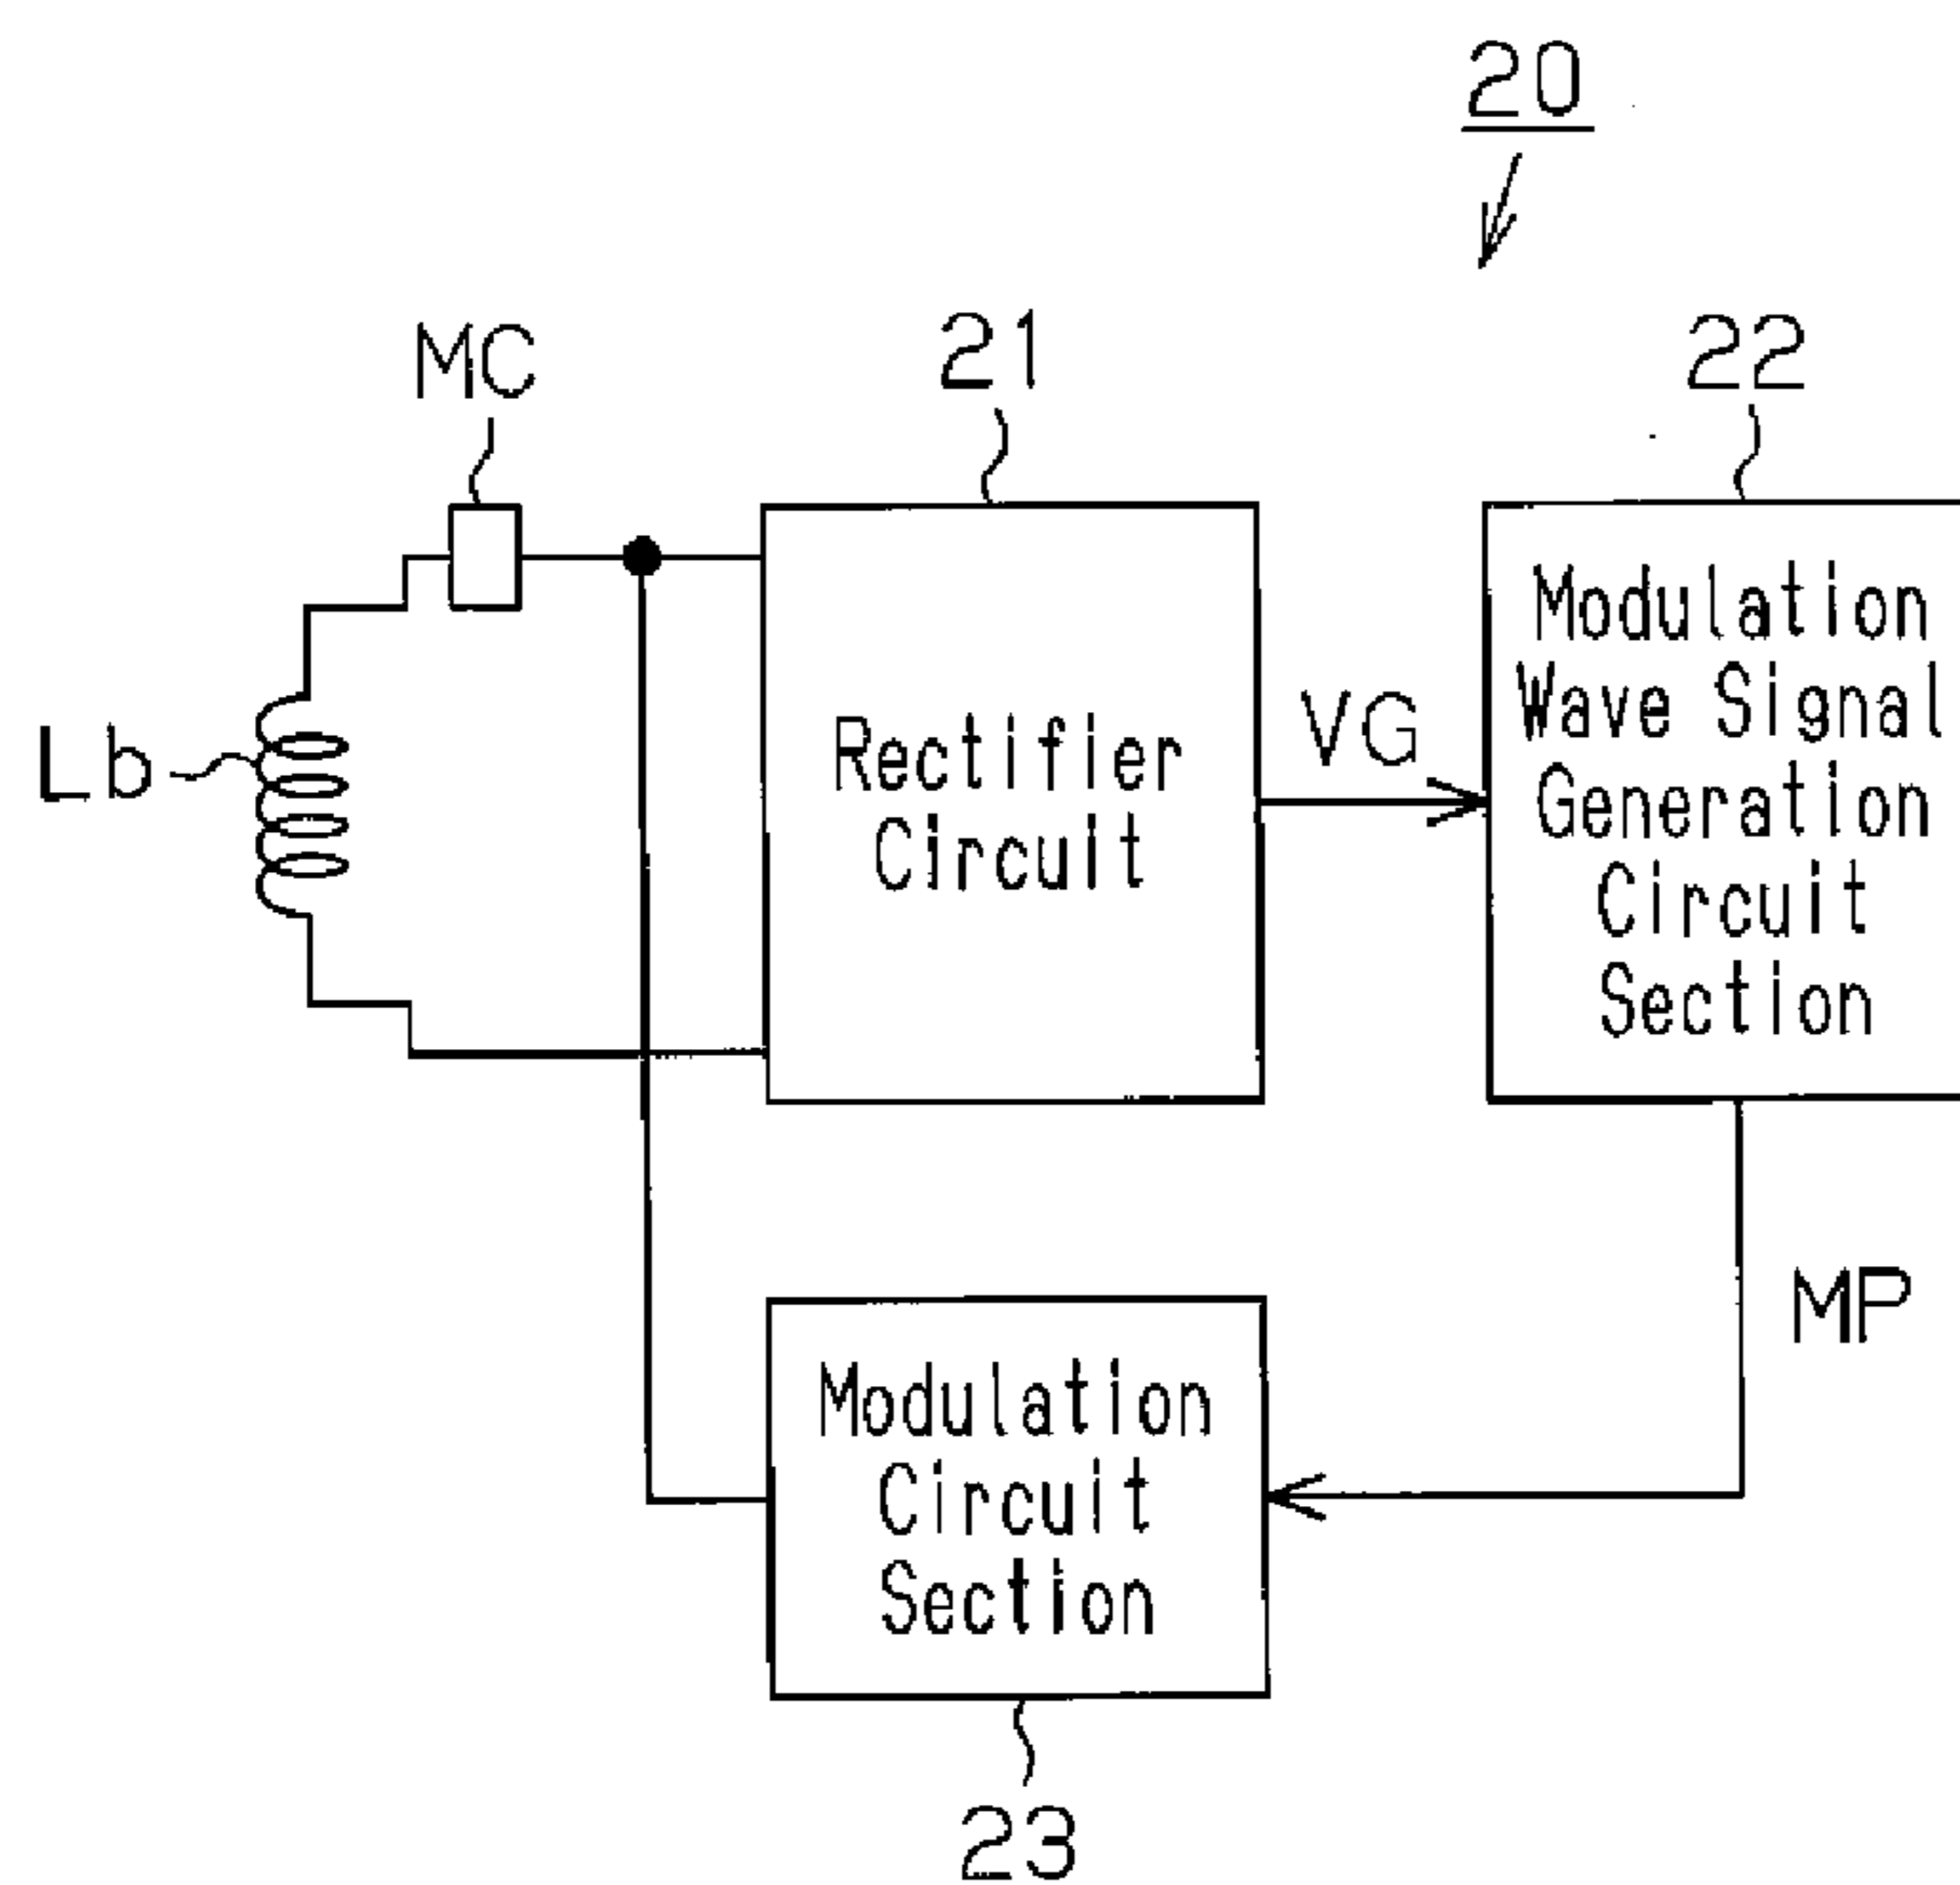 20
MC
21
22
Lb
Rectifier
Circuit
VG
Modulation
Wave Signal
Generation
Circuit
Section
MP
Modulation
Circuit
Section
23